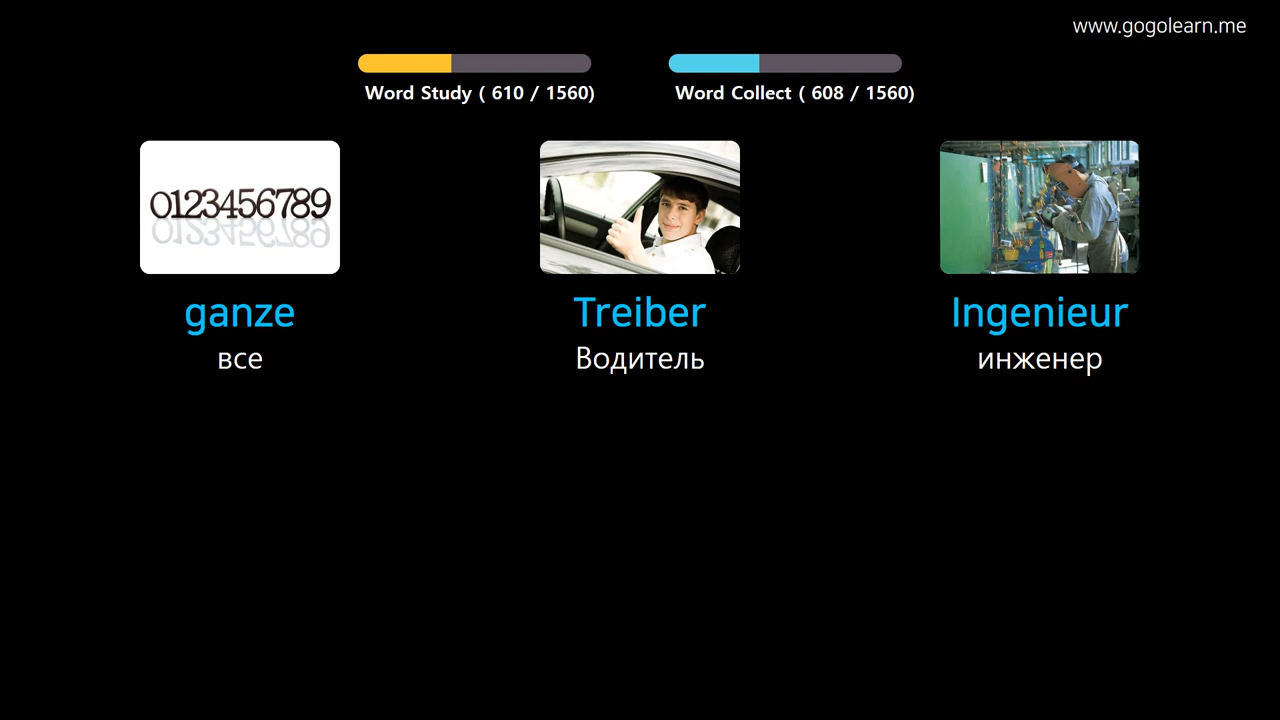 www.gogolearn.me
Word Study ( 610 / 1560)
Word Collect ( 608 / 1560)
0123456789
ganze
Treiber
Ingenieur
все
Водитель
инженер